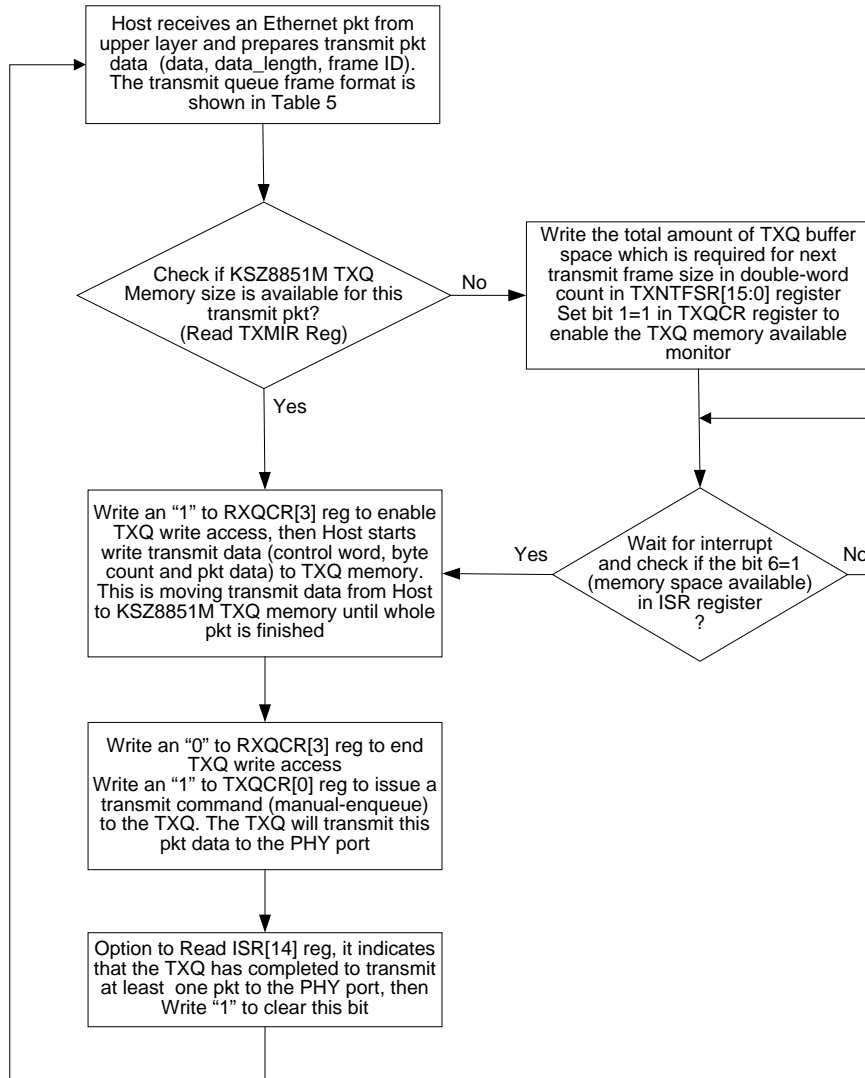 Host receives an Ethernet pkt from
upper layer and prepares transmit pkt
data (data, data_length, frame ID).
The transmit queue frame format is
shown in Table 5
Check if KSZ8851M TXQ
Memory size is available for this
transmit pkt?
(Read TXMIR Reg)
No
Write the total amount of TXQ buffer
space which is required for next
transmit frame size in double-word
count in TXNTFSR[15:0] register
Set bit 1=1 in TXQCR register to
enable the TXQ memory available
monitor
Yes
Write an “1” to RXQCR[3] reg to enable
TXQ write access, then Host starts
write transmit data (control word, byte
count and pkt data) to TXQ memory.
This is moving transmit data from Host
to KSZ8851M TXQ memory until whole
pkt is finished
Yes
Wait for interrupt
and check if the bit 6=1
(memory space available)
in ISR register
?
No
Write an “0” to RXQCR[3] reg to end
TXQ write access
Write an “1” to TXQCR[0] reg to issue a
transmit command (manual-enqueue)
to the TXQ. The TXQ will transmit this
pkt data to the PHY port
Option to Read ISR[14] reg, it indicates
that the TXQ has completed to transmit
at least one pkt to the PHY port, then
Write “1” to clear this bit